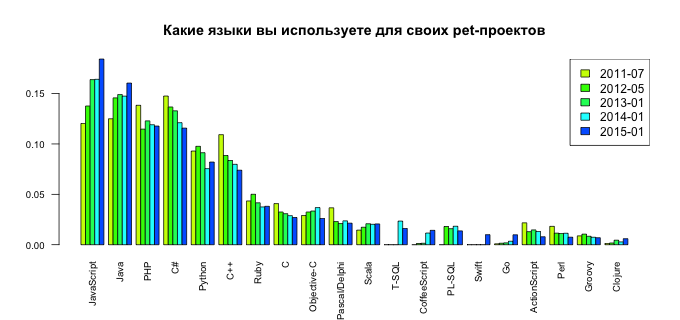 Какие языки вы используете для своих pet-проектов
2011-07
2012-05
2013-01
2014-01
2015-01
0.15
0.10
0.05
0.00
JavaScript
Java
PHP
C#
Python
C++
Ruby
C
Objective-C
Pascal/Delphi
Scala
T-SQL
CoffeeScript
PL-SQL
Swift
Go
ActionScript
Perl
Groovy
Clojure